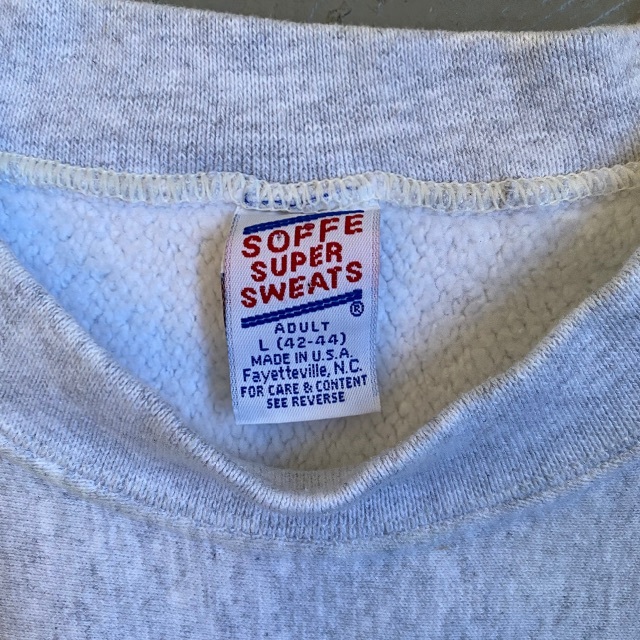 SOFFE
SUPER
SWEATS
®
ADULT
L (42-44)
MADE IN U.S.A.
Fayetteville, N.C.
FOR CARE & CONTENT
SEE REVERSE